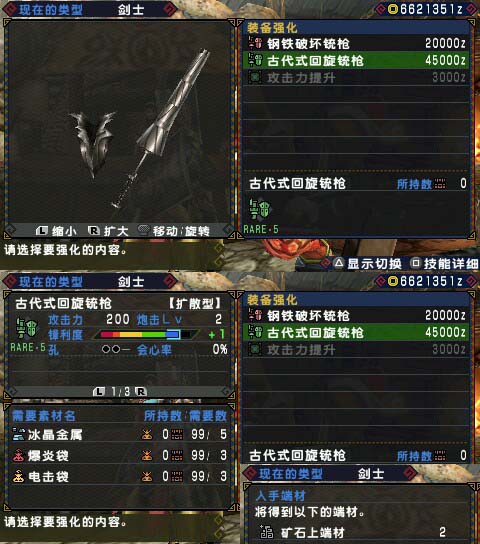 现在的类型 剑士
6621351z
装备强化
钢铁破坏铳枪 20000z
古代式回旋铳枪 45000z
攻击力提升 3000z
古代式回旋铳枪 所持数 0
RARE-5
L 缩小 R 扩大 移动/旋转
请选择要强化的内容。
△显示切换 □技能详细
现在的类型 剑士
6621351z
古代式回旋铳枪 【扩散型】
攻击力 200 炮击Lv 2
锋利度 +1
RARE-5 孔 ○○— 会心率 0%
L 1/3 R
装备强化
钢铁破坏铳枪 20000z
古代式回旋铳枪 45000z
攻击力提升 3000z
需要素材名 所持数/需要数
冰晶金属 0 99/ 5
爆炎袋 0 99/ 3
电击袋 0 99/ 3
请选择要强化的内容。
古代式回旋铳枪 所持数 0
现在的类型 剑士
入手端材
将得到以下的端材。
矿石上端材 2